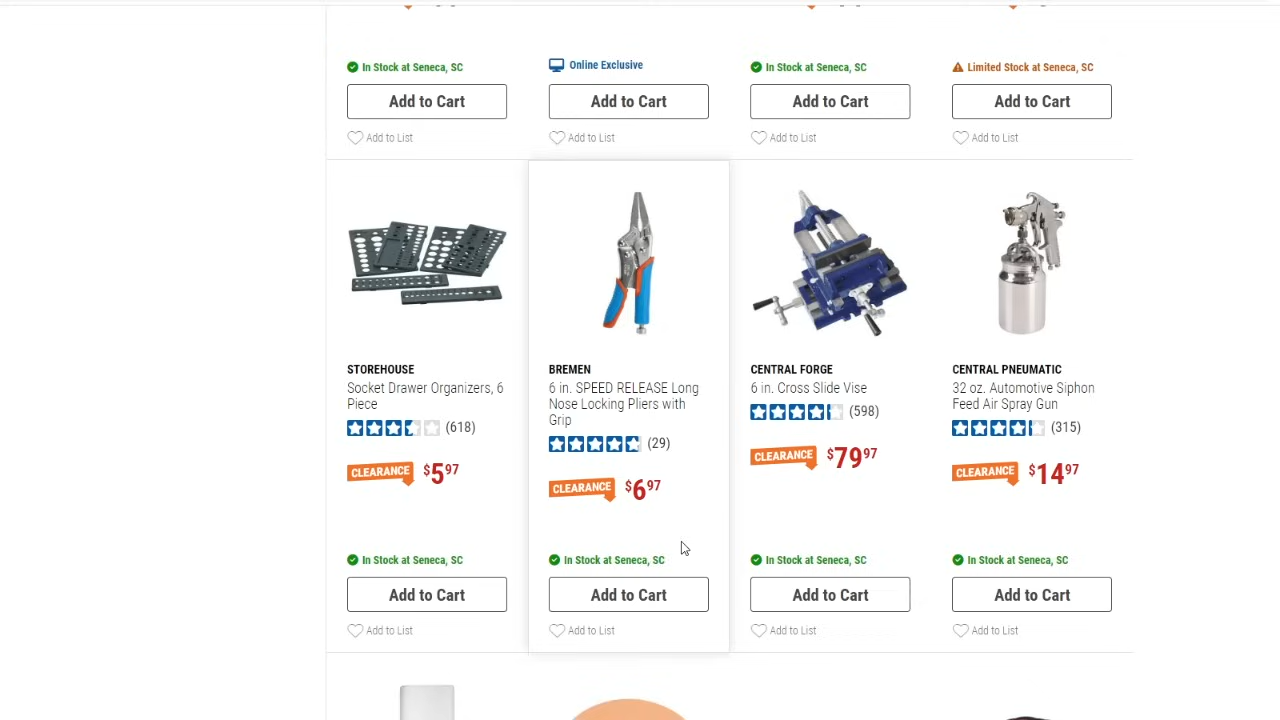 In Stock at Seneca, SC
Online Exclusive
In Stock at Seneca, SC
Limited Stock at Seneca, SC
Add to Cart
Add to Cart
Add to Cart
Add to Cart
Add to List
Add to List
Add to List
Add to List
STOREHOUSE
Socket Drawer Organizers, 6
Piece
(618)
CLEARANCE $5 97
In Stock at Seneca, SC
Add to Cart
Add to List
BREMEN
6 in. SPEED RELEASE Long
Nose Locking Pliers with
Grip
(29)
CLEARANCE $6 97
In Stock at Seneca, SC
Add to Cart
Add to List
CENTRAL FORGE
6 in. Cross Slide Vise
(598)
CLEARANCE $79 97
In Stock at Seneca, SC
Add to Cart
Add to List
CENTRAL PNEUMATIC
32 oz. Automotive Siphon
Feed Air Spray Gun
(315)
CLEARANCE $14 97
In Stock at Seneca, SC
Add to Cart
Add to List